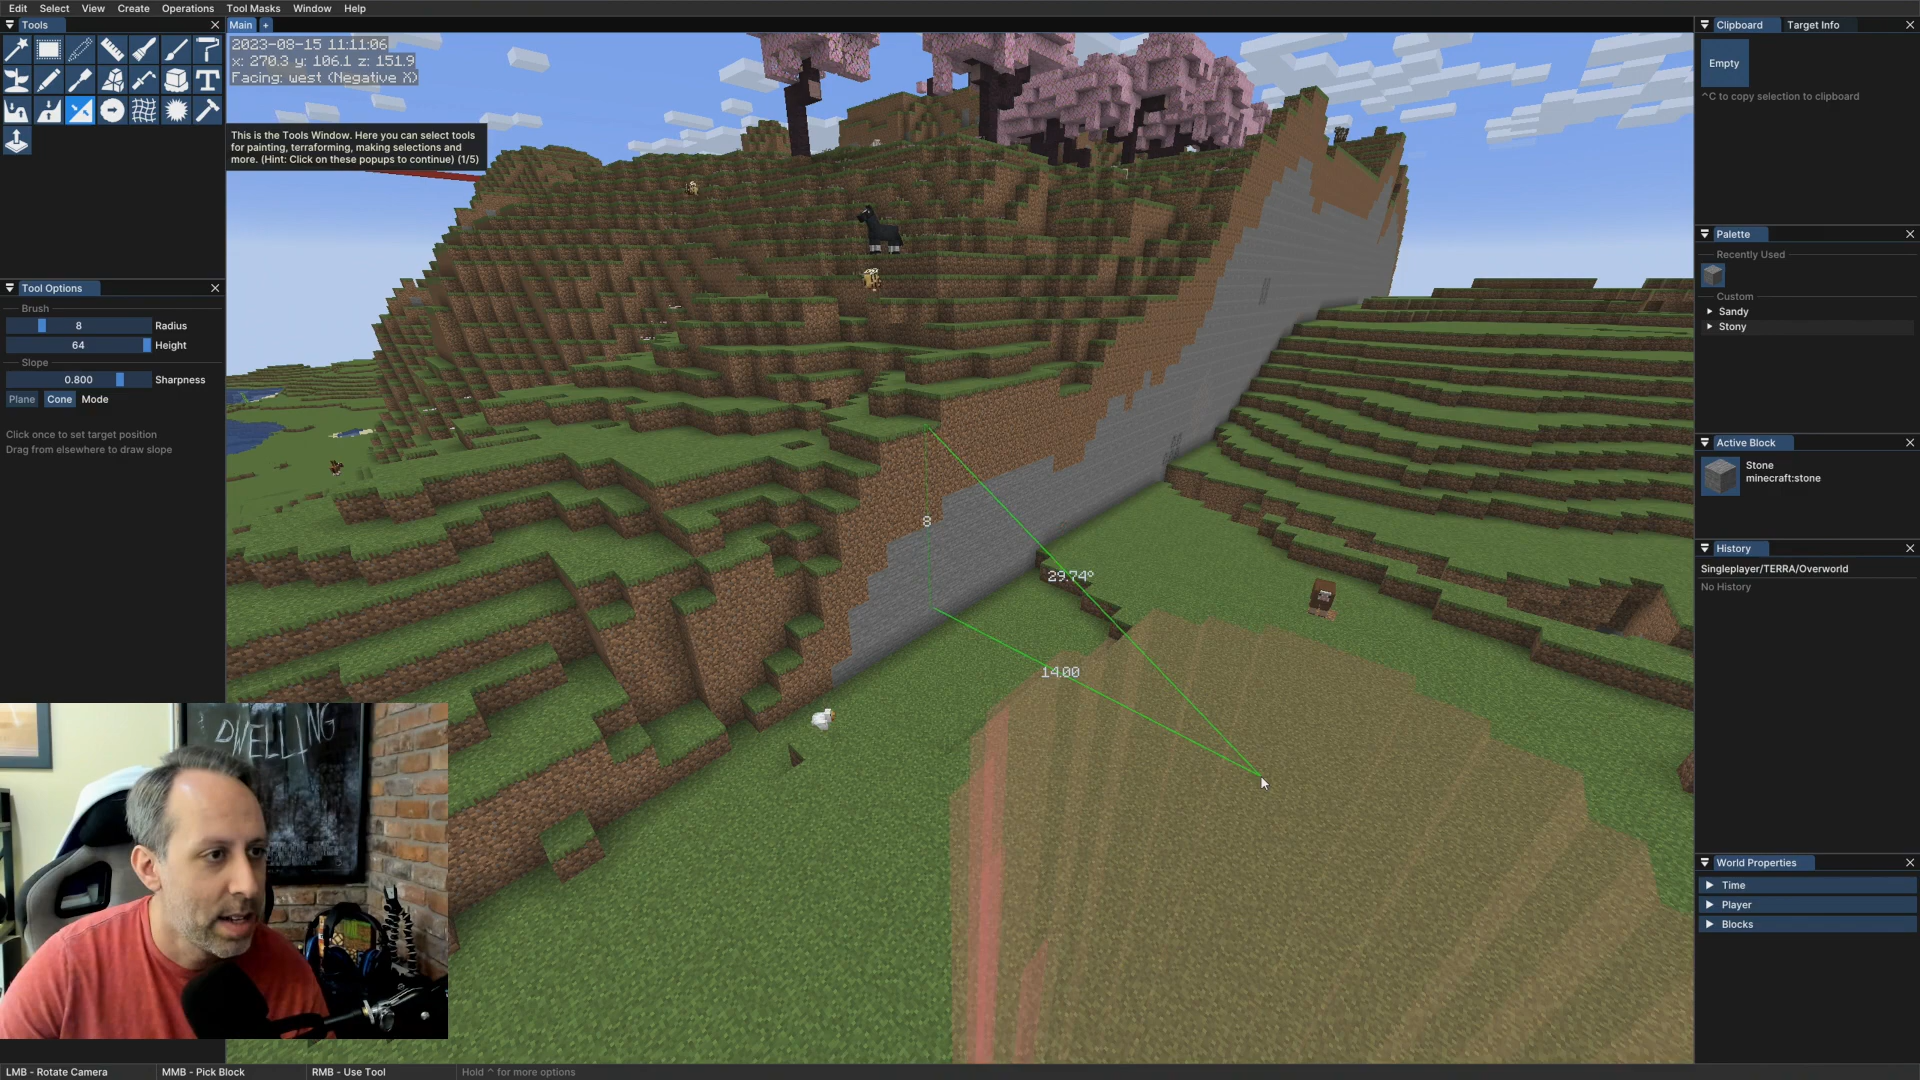 Edit Select View Create Operations Tool Masks Window Help
Tools
Main +
Clipboard Target Info
2023-08-15 11:11:06
x: 270.3 y: 106.1 z: 151.9
Facing: west (Negative X)
Empty
^C to copy selection to clipboard
This is the Tools Window. Here you can select tools
for painting, terraforming, making selections and
more. (Hint: Click on these popups to continue) (1/5)
Palette
Recently Used
Custom
Sandy
Stony
Tool Options
Brush
8 Radius
64 Height
Slope
0.800 Sharpness
Plane Cone Mode
Click once to set target position
Drag from elsewhere to draw slope
Active Block
Stone
minecraft:stone
8
29.74°
14.00
History
Singleplayer/TERRA/Overworld
No History
DWELLING
World Properties
Time
Player
Blocks
LMB - Rotate Camera MMB - Pick Block RMB - Use Tool Hold ^ for more options